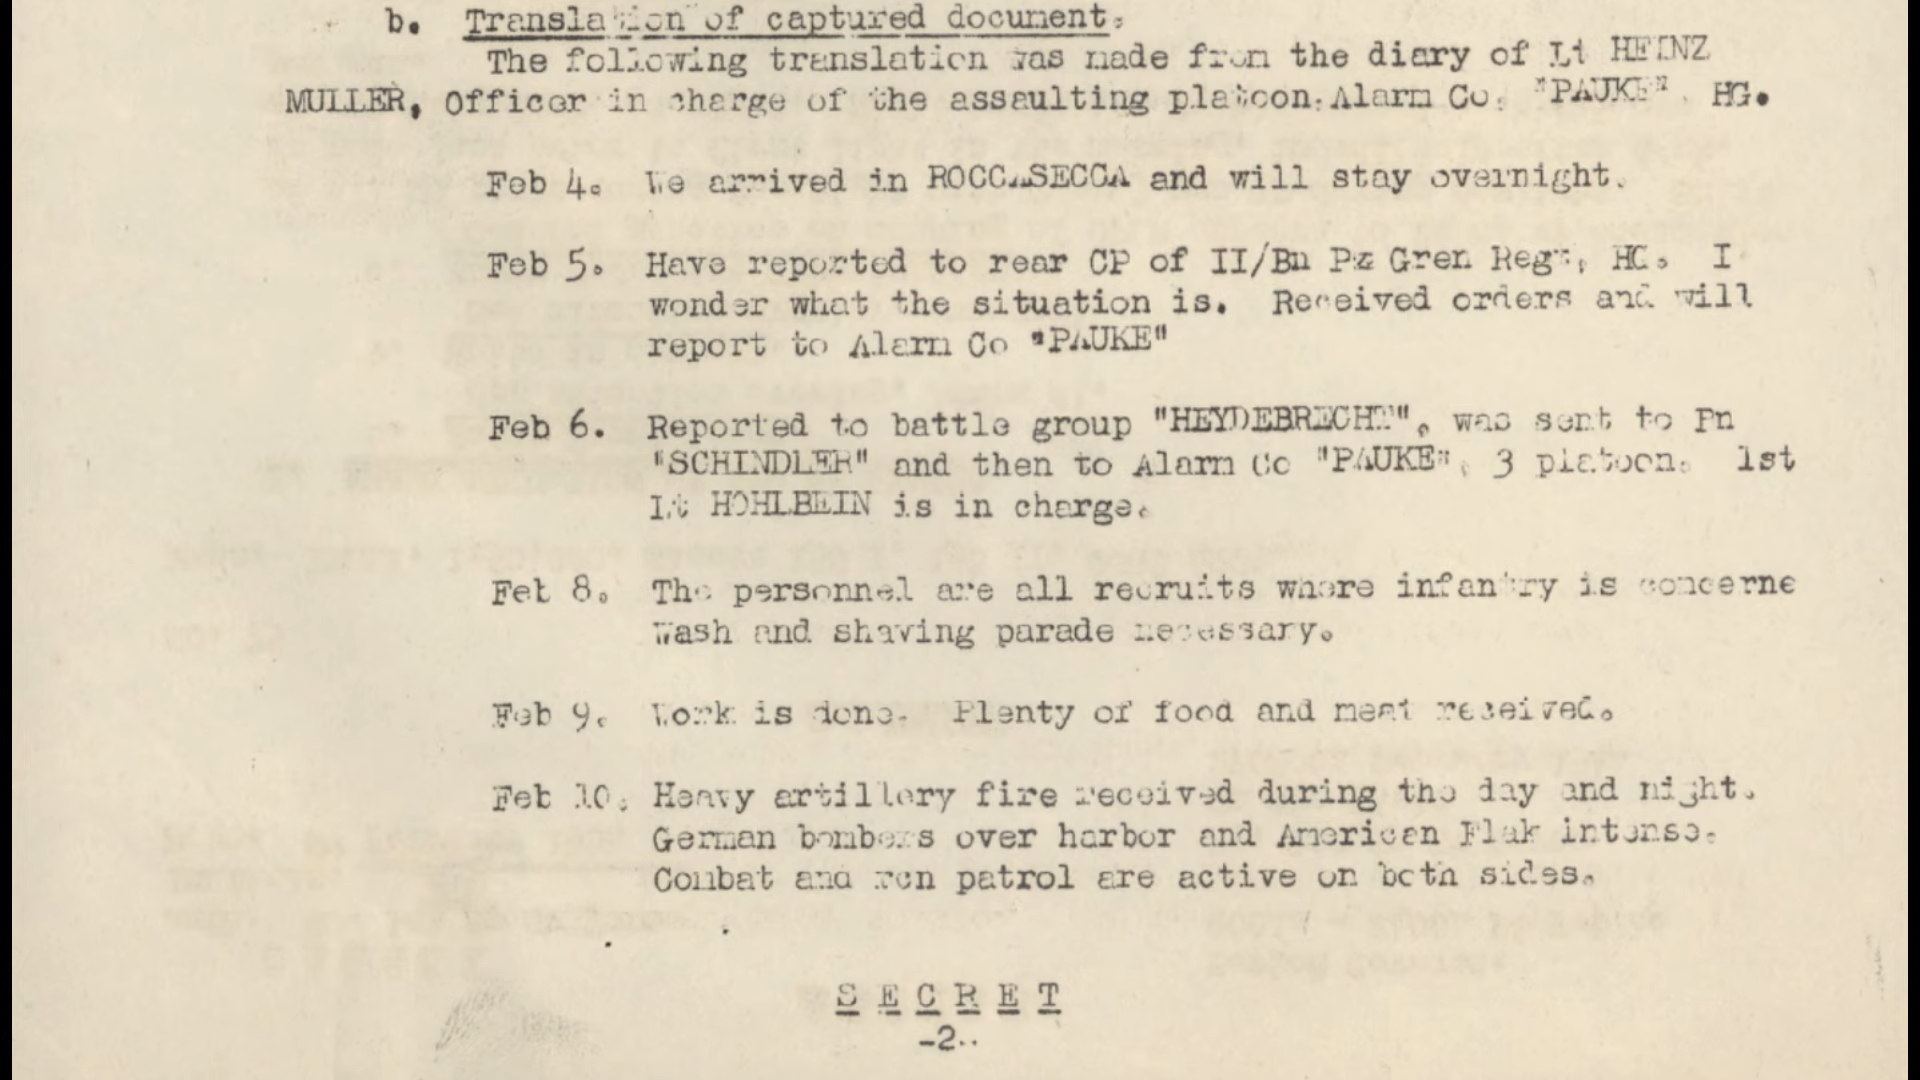 b. Translation of captured document.
The following translation was made from the diary of Lt HEINZ
MULLER, Officer in charge of the assaulting platoon. Alarm Co. "PAUKE", HG.
Feb 4. We arrived in ROCCASECCA and will stay overnight.
Feb 5. Have reported to rear CP of II/Bn Pz Gren Regt, HG. I
wonder what the situation is. Received orders and will
report to Alarm Co "PAUKE"
Feb 6. Reported to battle group "HEYDEBRECHT", was sent to Bn
"SCHINDLER" and then to Alarm Co "PAUKE", 3 platoon. 1st
Lt HOHLBEIN is in charge.
Feb 8. The personnel are all recruits where infantry is concerne
Wash and shaving parade necessary.
Feb 9. Work is done. Plenty of food and meat received.
Feb 10. Heavy artillery fire received during the day and night.
German bombers over harbor and American Flak intense.
Combat and rcn patrol are active on both sides.
S E C R E T
-2-